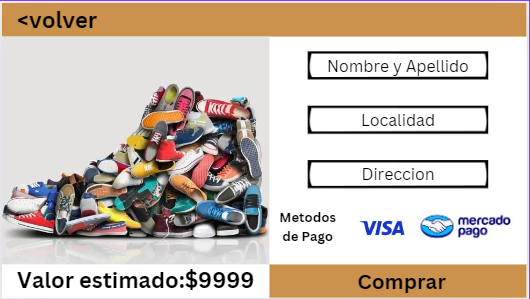 <volver
Nombre y Apellido
Localidad
Direccion
Metodos
de Pago
VISA
mercado
pago
Valor estimado:$9999
Comprar